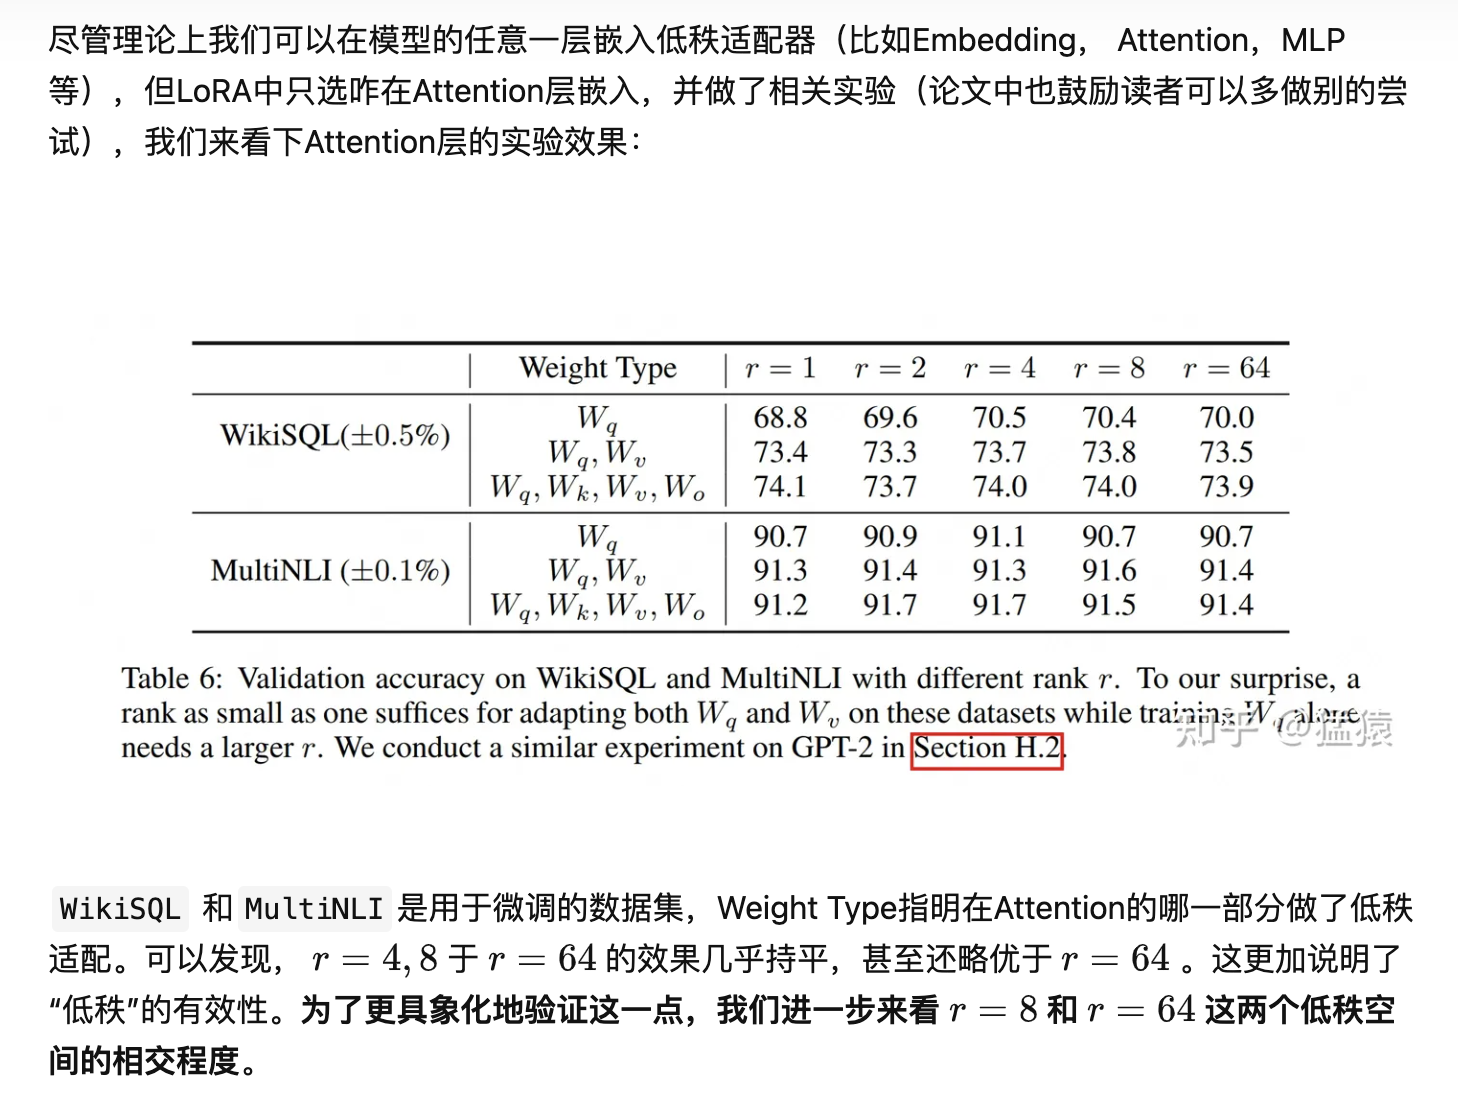 尽管理论上我们可以在模型的任意一层嵌入低秩适配器（比如Embedding， Attention，MLP
等），但LoRA中只选咋在Attention层嵌入，并做了相关实验（论文中也鼓励读者可以多做别的尝
试），我们来看下Attention层的实验效果：
Weight Type r = 1 r = 2 r = 4 r = 8 r = 64
WikiSQL(±0.5%)
W_q 68.8 69.6 70.5 70.4 70.0
W_q, W_v 73.4 73.3 73.7 73.8 73.5
W_q, W_k, W_v, W_o 74.1 73.7 74.0 74.0 73.9
MultiNLI (±0.1%)
W_q 90.7 90.9 91.1 90.7 90.7
W_q, W_v 91.3 91.4 91.3 91.6 91.4
W_q, W_k, W_v, W_o 91.2 91.7 91.7 91.5 91.4
Table 6: Validation accuracy on WikiSQL and MultiNLI with different rank r. To our surprise, a
rank as small as one suffices for adapting both W_q and W_v on these datasets while training W_q alone
needs a larger r. We conduct a similar experiment on GPT-2 in Section H.2.
知乎 @猛猿
WikiSQL 和 MultiNLI 是用于微调的数据集，Weight Type指明在Attention的哪一部分做了低秩
适配。可以发现， r = 4, 8 于 r = 64 的效果几乎持平，甚至还略优于 r = 64 。这更加说明了
“低秩”的有效性。为了更具象化地验证这一点，我们进一步来看 r = 8 和 r = 64 这两个低秩空
间的相交程度。